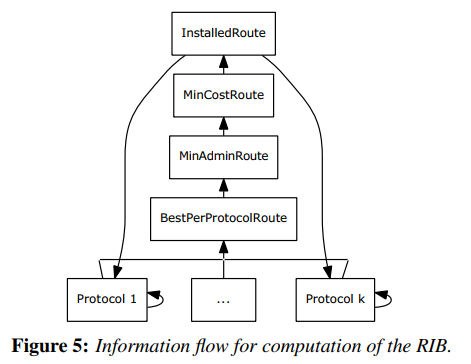 InstalledRoute
MinCostRoute
MinAdminRoute
BestPerProtocolRoute
Protocol 1
...
Protocol k
Figure 5: Information flow for computation of the RIB.